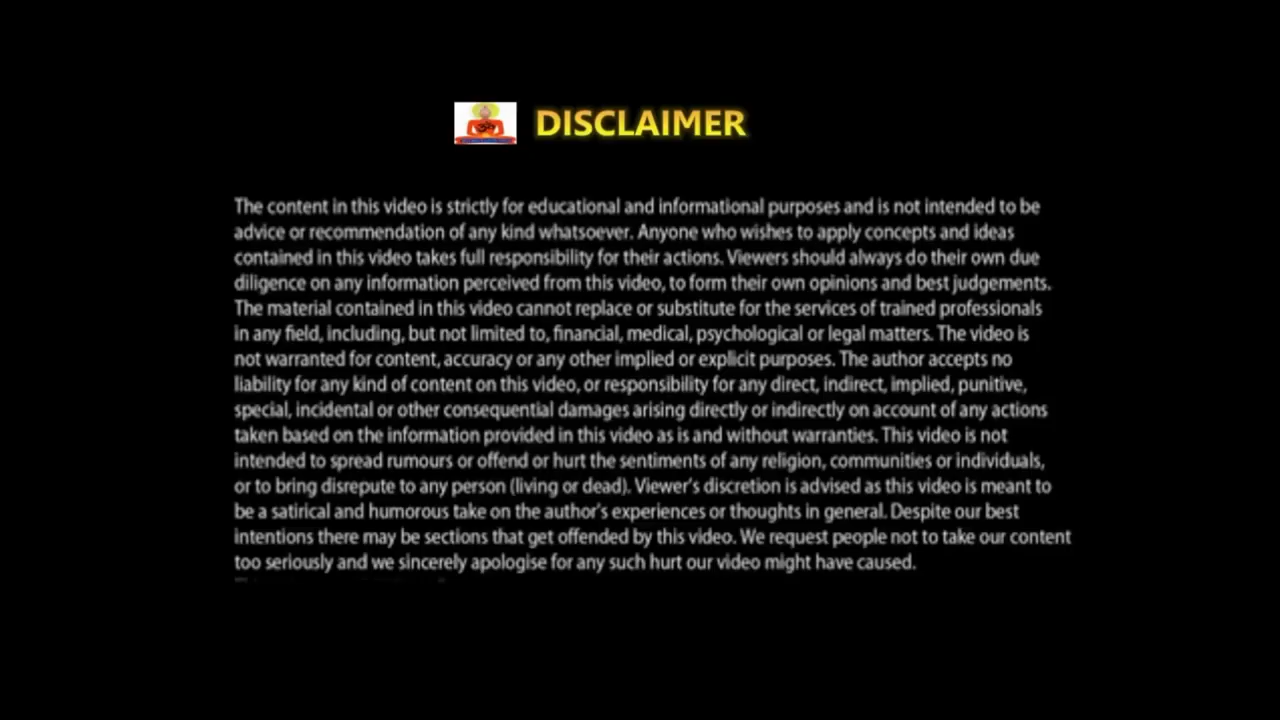 DISCLAIMER
The content in this video is strictly for educational and informational purposes and is not intended to be
advice or recommendation of any kind whatsoever. Anyone who wishes to apply concepts and ideas
contained in this video takes full responsibility for their actions. Viewers should always do their own due
diligence on any information perceived from this video, to form their own opinions and best judgements.
The material contained in this video cannot replace or substitute for the services of trained professionals
in any field, including, but not limited to, financial, medical, psychological or legal matters. The video is
not warranted for content, accuracy or any other implied or explicit purposes. The author accepts no
liability for any kind of content on this video, or responsibility for any direct, indirect, implied, punitive,
special, incidental or other consequential damages arising directly or indirectly on account of any actions
taken based on the information provided in this video as is and without warranties. This video is not
intended to spread rumours or offend or hurt the sentiments of any religion, communities or individuals,
or to bring disrepute to any person (living or dead). Viewer's discretion is advised as this video is meant to
be a satirical and humorous take on the author's experiences or thoughts in general. Despite our best
intentions there may be sections that get offended by this video. We request people not to take our content
too seriously and we sincerely apologise for any such hurt our video might have caused.